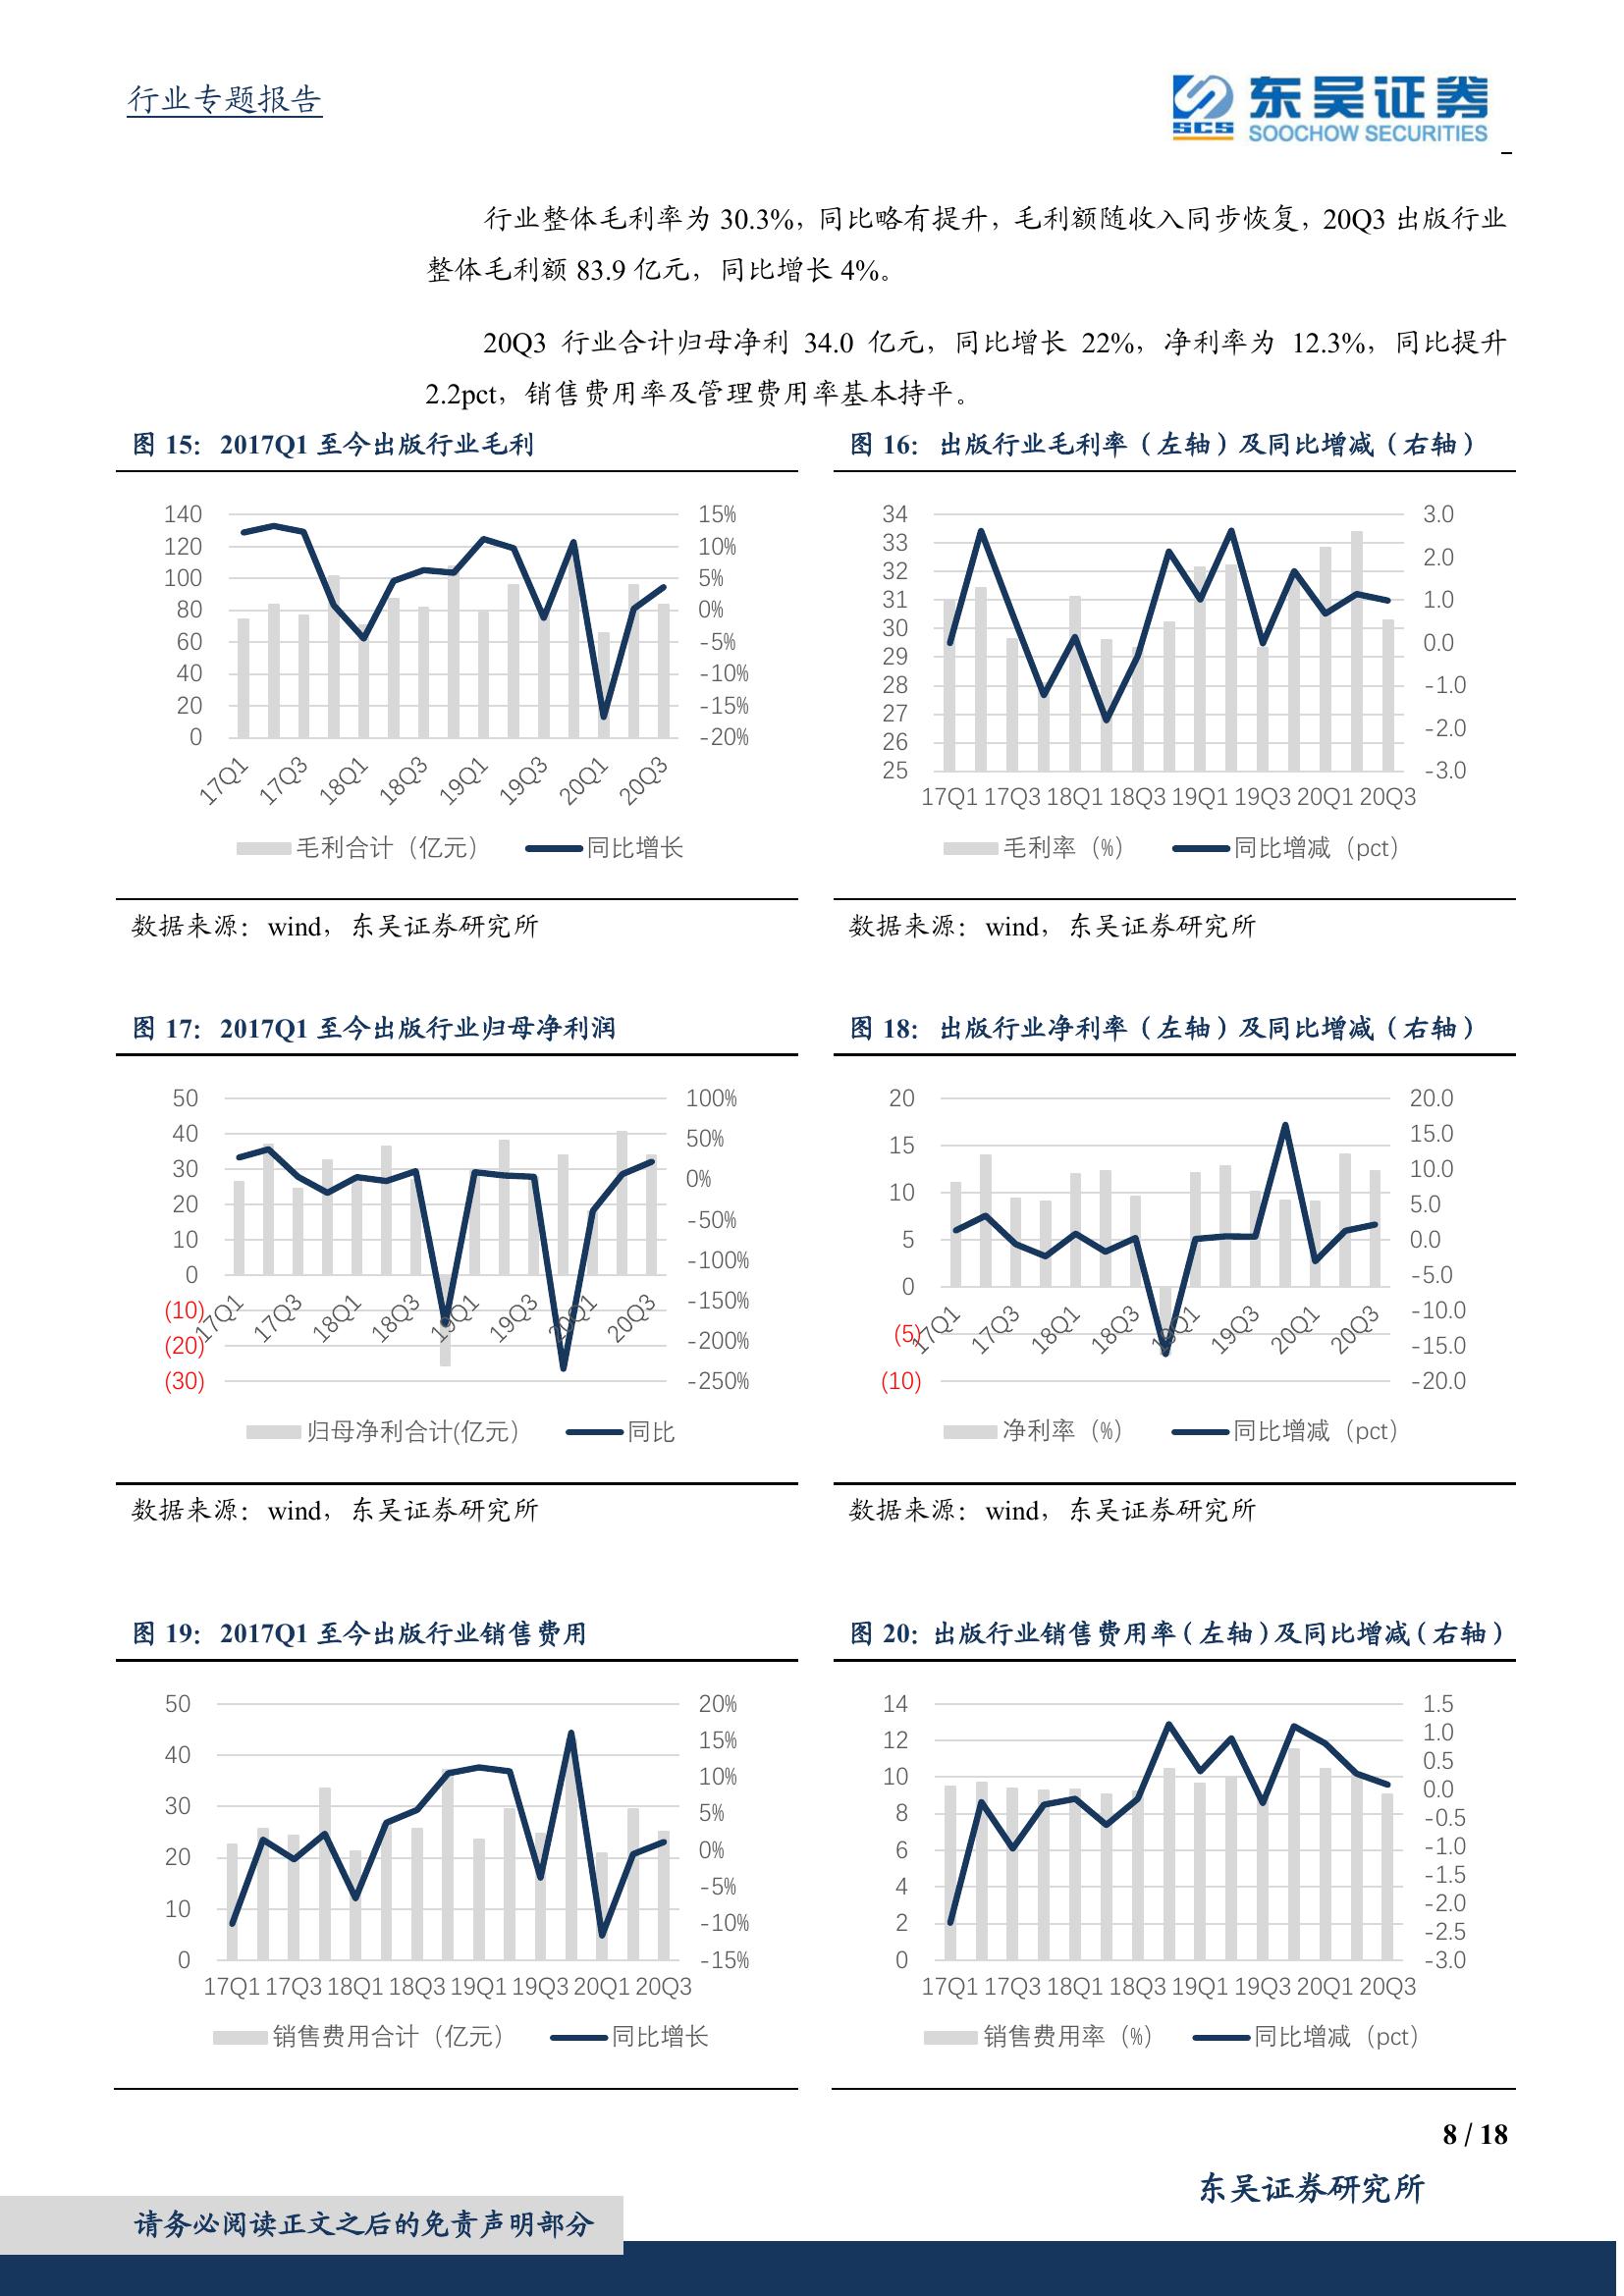 行业专题报告
东吴证券
SCS
SOOCHOW SECURITIES
行业整体毛利率为 30.3%，同比略有提升，毛利额随收入同步恢复，20Q3 出版行业
整体毛利额 83.9 亿元，同比增长 4%。
20Q3 行业合计归母净利 34.0 亿元，同比增长 22%，净利率为 12.3%，同比提升
2.2pct，销售费用率及管理费用率基本持平。
图 15：2017Q1 至今出版行业毛利
140 120 100 80 60 40 20 0
15% 10% 5% 0% -5% -10% -15% -20%
17Q1 17Q3 18Q1 18Q3 19Q1 19Q3 20Q1 20Q3
毛利合计（亿元） 同比增长
数据来源：wind，东吴证券研究所
图 16：出版行业毛利率（左轴）及同比增减（右轴）
34 33 32 31 30 29 28 27 26 25
3.0 2.0 1.0 0.0 -1.0 -2.0 -3.0
17Q1 17Q3 18Q1 18Q3 19Q1 19Q3 20Q1 20Q3
毛利率（%） 同比增减（pct）
数据来源：wind，东吴证券研究所
图 17：2017Q1 至今出版行业归母净利润
50 40 30 20 10 0 (10) (20) (30)
100% 50% 0% -50% -100% -150% -200% -250%
17Q1 17Q3 18Q1 18Q3 19Q1 19Q3 20Q1 20Q3
归母净利合计(亿元） 同比
数据来源：wind，东吴证券研究所
图 18：出版行业净利率（左轴）及同比增减（右轴）
20 15 10 5 0 (5) (10)
20.0 15.0 10.0 5.0 0.0 -5.0 -10.0 -15.0 -20.0
17Q1 17Q3 18Q1 18Q3 19Q1 19Q3 20Q1 20Q3
净利率（%） 同比增减（pct）
数据来源：wind，东吴证券研究所
图 19：2017Q1 至今出版行业销售费用
50 40 30 20 10 0
20% 15% 10% 5% 0% -5% -10% -15%
17Q1 17Q3 18Q1 18Q3 19Q1 19Q3 20Q1 20Q3
销售费用合计（亿元） 同比增长
图 20：出版行业销售费用率（左轴）及同比增减（右轴）
14 12 10 8 6 4 2 0
1.5 1.0 0.5 0.0 -0.5 -1.0 -1.5 -2.0 -2.5 -3.0
17Q1 17Q3 18Q1 18Q3 19Q1 19Q3 20Q1 20Q3
销售费用率（%） 同比增减（pct）
8 / 18
东吴证券研究所
请务必阅读正文之后的免责声明部分